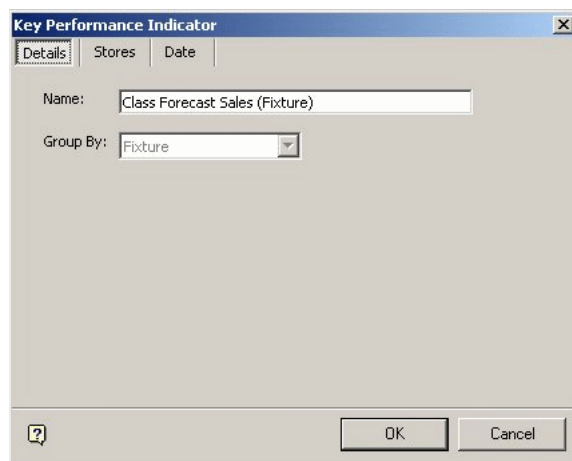 Key Performance Indicator
Details Stores Date
Name: Class Forecast Sales (Fixture)
Group By: Fixture
OK Cancel